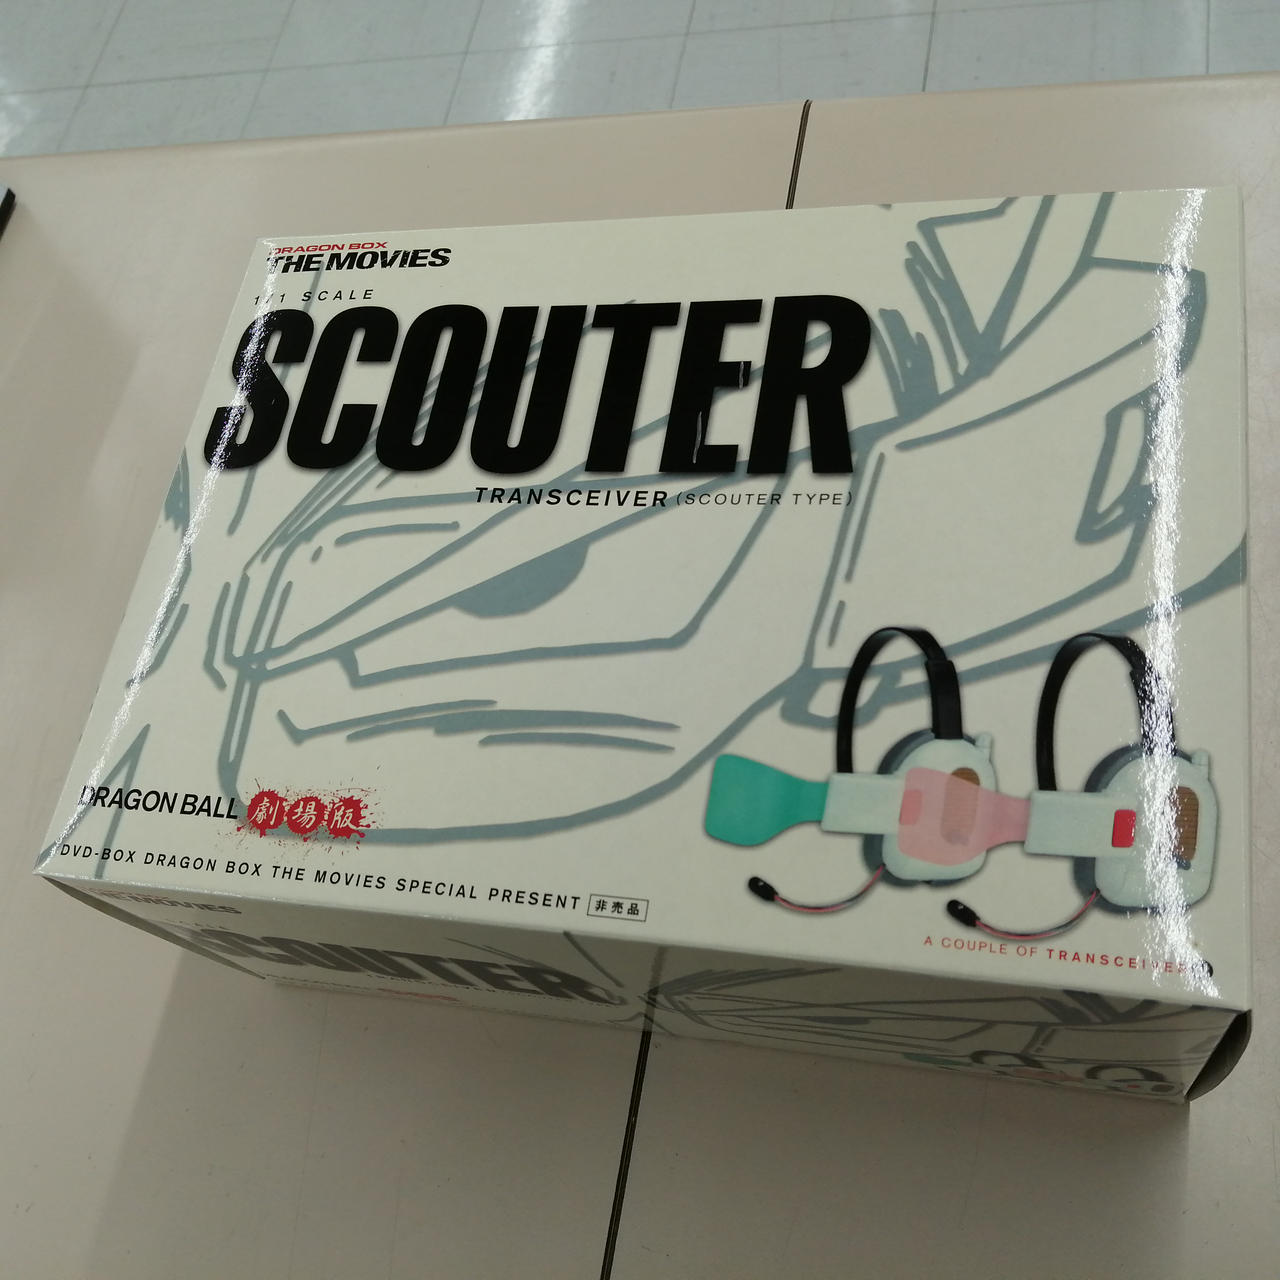 DRAGON BOX
THE MOVIES
1/1 SCALE
SCOUTER
TRANSCEIVER (SCOUTER TYPE)
DRAGON BALL 劇場版
DVD-BOX DRAGON BOX THE MOVIES SPECIAL PRESENT 非売品
A COUPLE OF TRANSCEIVERS
THE MOVIES
SCOUTER